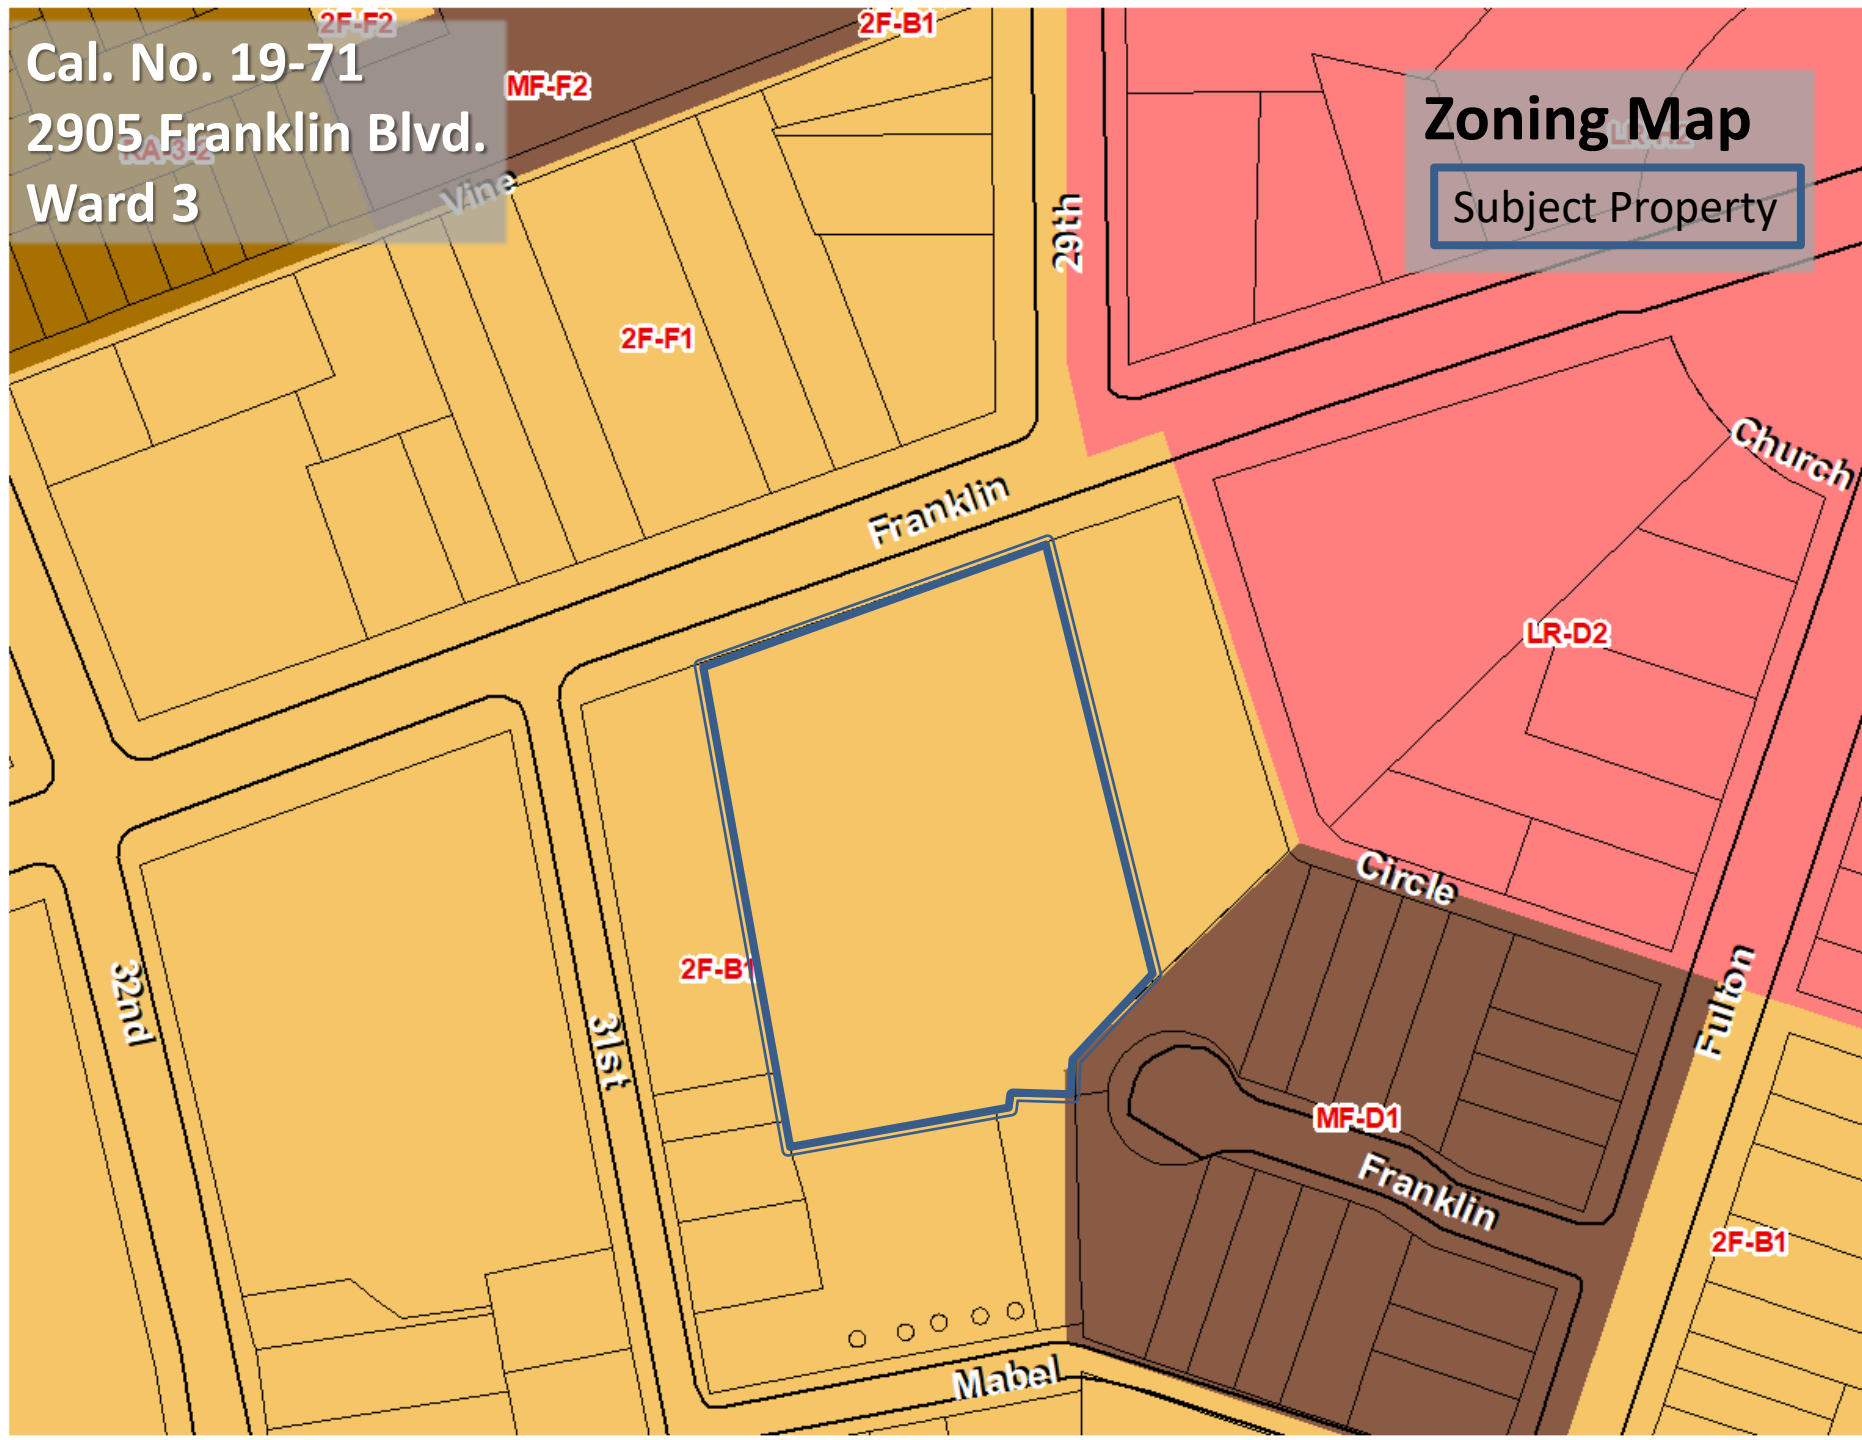 2F-F2
2F-B1
Cal. No. 19-71
2905 Franklin Blvd.
Ward 3
MF-F2
RA-3-2
Vine
Zoning Map
Subject Property
29th
2F-F1
Church
Franklin
LR-D2
Circle
2F-B1
32nd
31st
Fulton
MF-D1
Franklin
2F-B1
Mabel